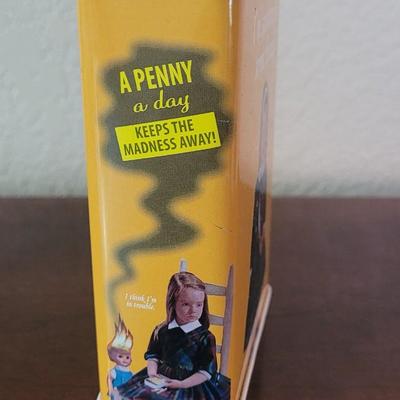 A PENNY
a day
KEEPS THE
MADNESS AWAY!
I think I'm
in trouble.